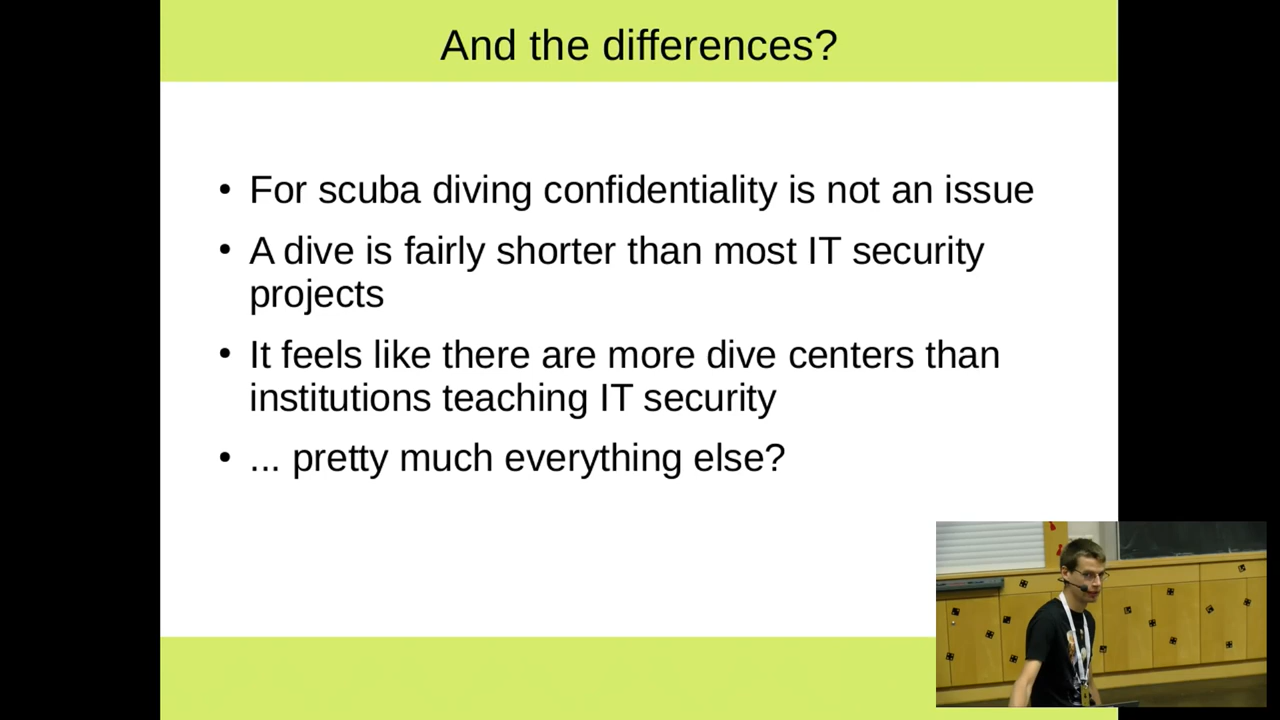 And the differences?
• For scuba diving confidentiality is not an issue
• A dive is fairly shorter than most IT security
projects
• It feels like there are more dive centers than
institutions teaching IT security
• ... pretty much everything else?